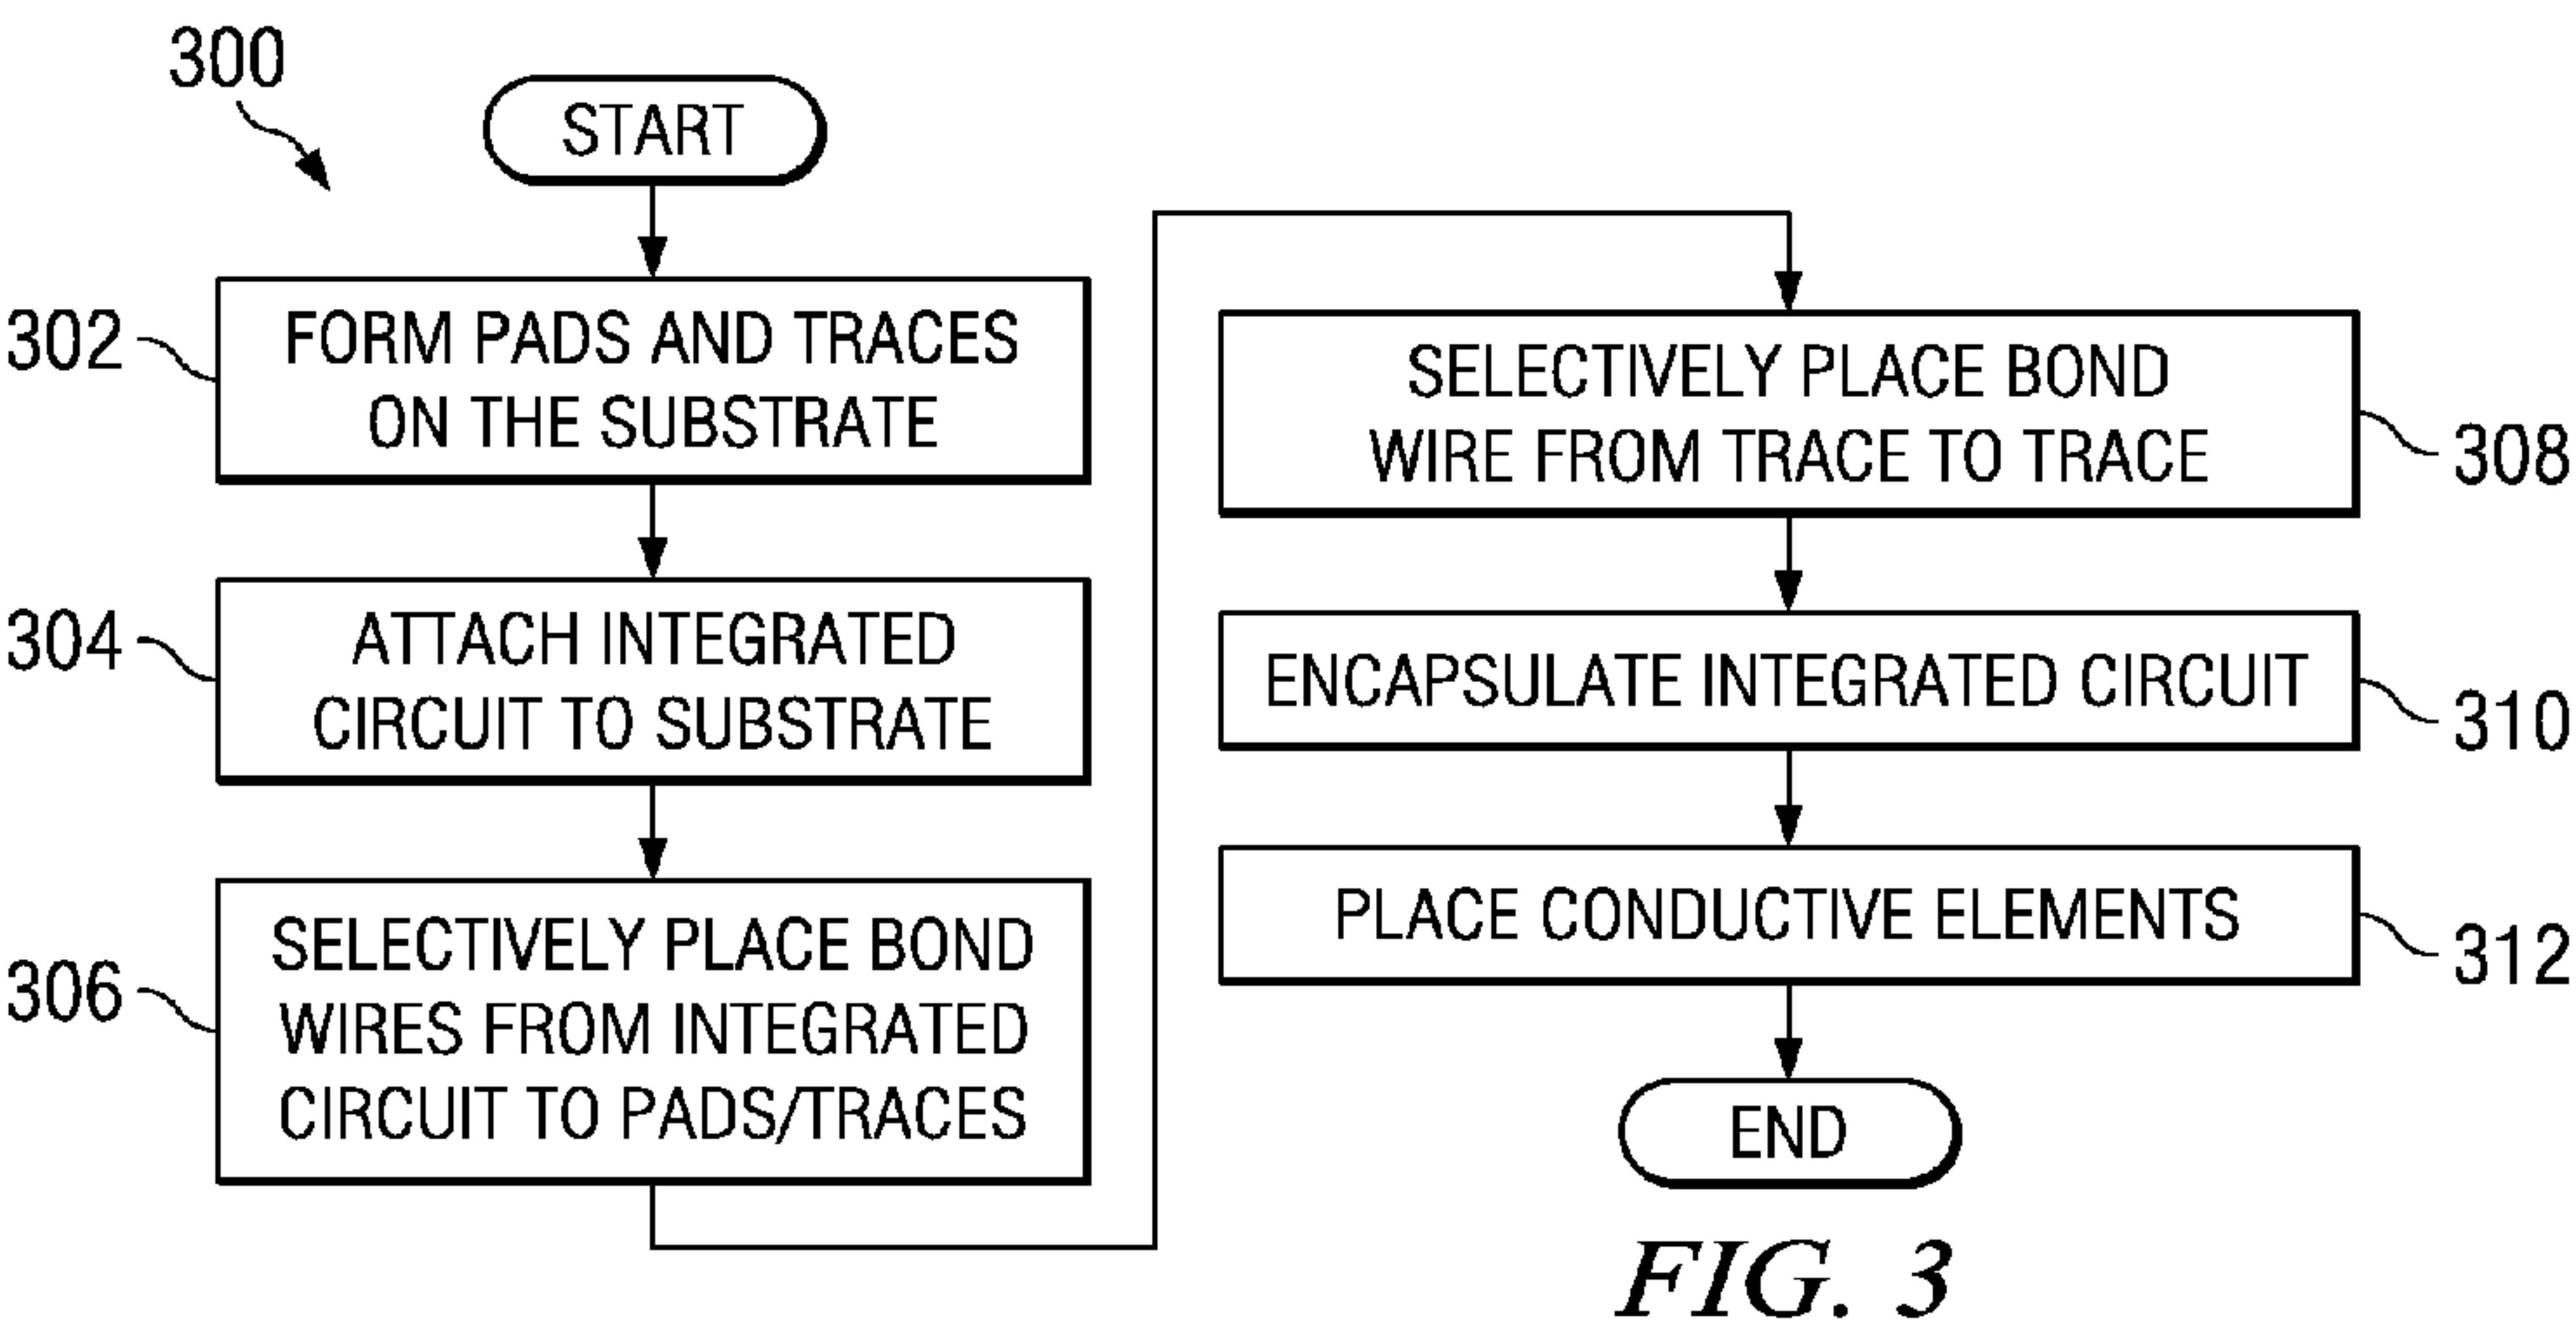 300
START
302
FORM PADS AND TRACES
ON THE SUBSTRATE
304
ATTACH INTEGRATED
CIRCUIT TO SUBSTRATE
306
SELECTIVELY PLACE BOND
WIRES FROM INTEGRATED
CIRCUIT TO PADS/TRACES
SELECTIVELY PLACE BOND
WIRE FROM TRACE TO TRACE
308
ENCAPSULATE INTEGRATED CIRCUIT
310
PLACE CONDUCTIVE ELEMENTS
312
END
FIG. 3